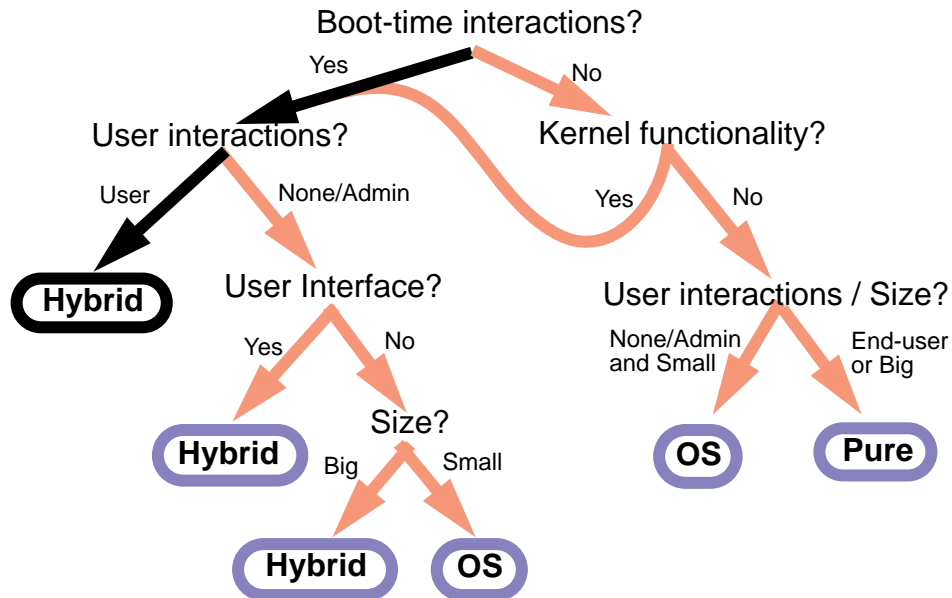 Boot-time interactions?
Yes
No
User interactions?
Kernel functionality?
User
None/Admin
Yes
No
Hybrid
User Interface?
User interactions / Size?
Yes
No
None/Admin
and Small
End-user
or Big
Size?
Hybrid
OS
Pure
Big
Small
Hybrid
OS